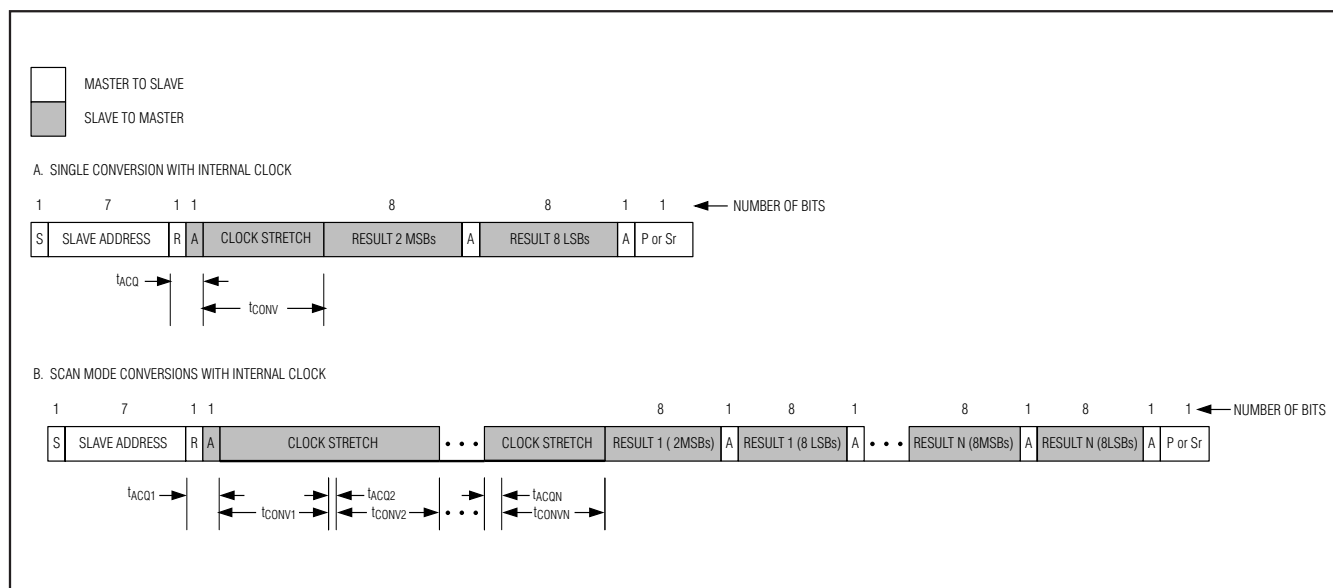 MASTER TO SLAVE
SLAVE TO MASTER
A. SINGLE CONVERSION WITH INTERNAL CLOCK
1 7 1 1 8 8 1 1 NUMBER OF BITS
S SLAVE ADDRESS R A CLOCK STRETCH RESULT 2 MSBs A RESULT 8 LSBs A P or Sr
tACQ
tCONV
B. SCAN MODE CONVERSIONS WITH INTERNAL CLOCK
1 7 1 1 8 1 8 1 8 1 8 1 1 NUMBER OF BITS
S SLAVE ADDRESS R A CLOCK STRETCH • • • CLOCK STRETCH RESULT 1 ( 2MSBs) A RESULT 1 (8 LSBs) A • • • RESULT N (8MSBs) A RESULT N (8LSBs) A P or Sr
tACQ1 tACQ2 tACQN
tCONV1 tCONV2 • • • tCONVN